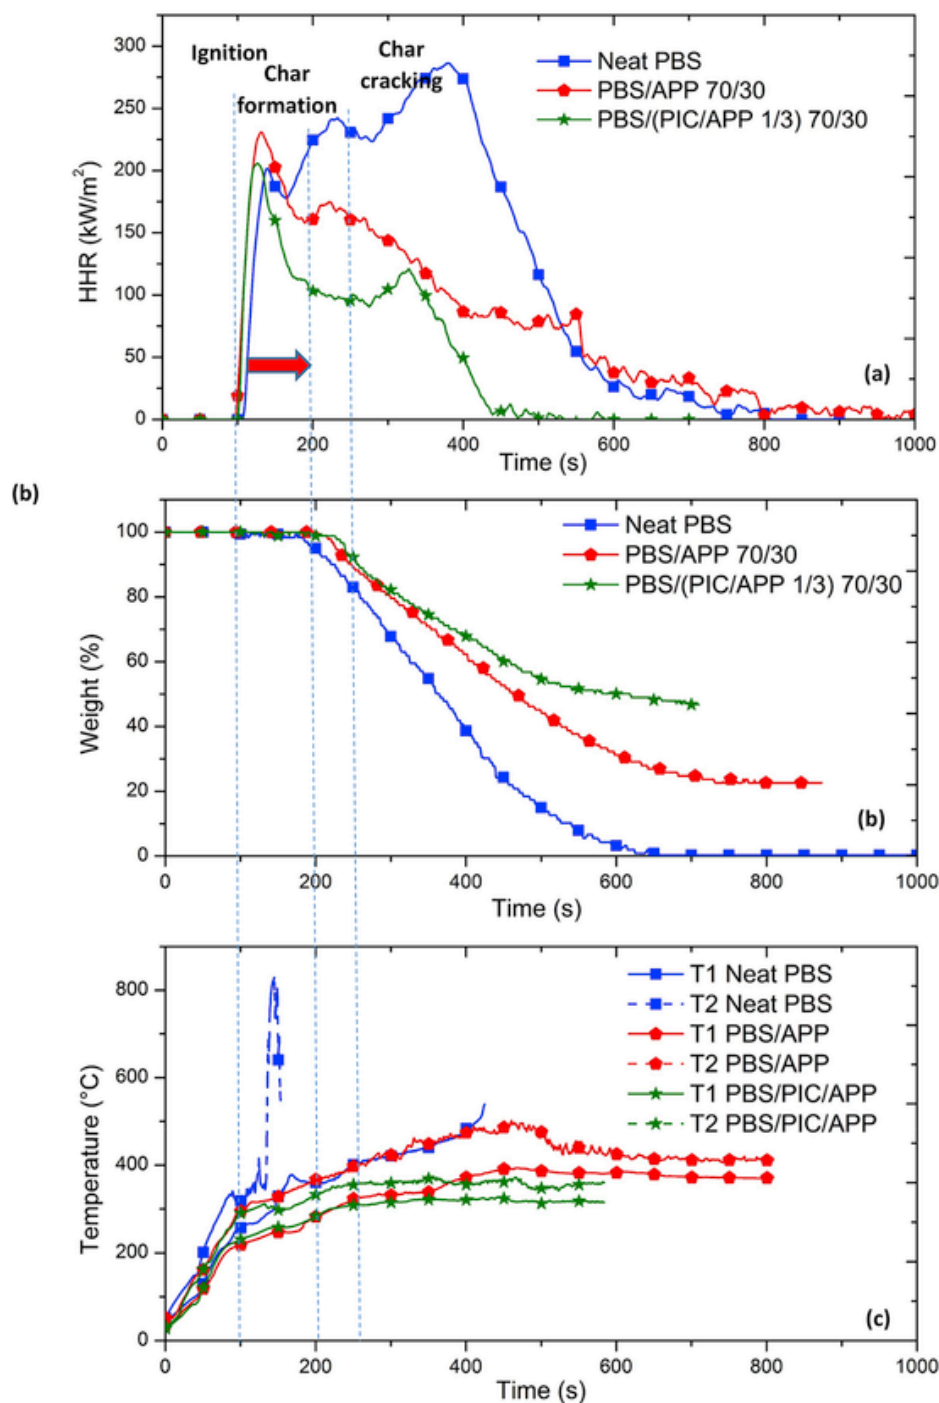 300
250
200
150
100
50
0
HHR (kW/m²)
Ignition
Char
formation
Char
cracking
Neat PBS
PBS/APP 70/30
PBS/(PIC/APP 1/3) 70/30
(a)
0 200 400 600 800 1000
Time (s)
(b)
100
80
60
40
20
0
Weight (%)
Neat PBS
PBS/APP 70/30
PBS/(PIC/APP 1/3) 70/30
(b)
0 200 400 600 800 1000
Time (s)
800
600
400
200
0
Temperature (°C)
T1 Neat PBS
T2 Neat PBS
T1 PBS/APP
T2 PBS/APP
T1 PBS/PIC/APP
T2 PBS/PIC/APP
(c)
0 200 400 600 800 1000
Time (s)